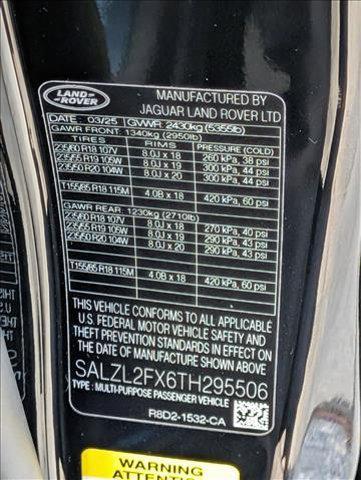 LAND-
ROVER
MANUFACTURED BY
JAGUAR LAND ROVER LTD
DATE: 03/25 GVWR: 2430kg (5355lb)
GAWR FRONT: 1340kg (2950lb)
TIRES RIMS PRESSURE (COLD)
235/60 R18 107V 8.0J x 18 260 kPa, 38 psi
235/55 R19 105W 8.0J x 19 300 kPa, 44 psi
235/50 R20 104W 8.0J x 20 300 kPa, 44 psi
T155/85 R18 115M 4.0B x 18 420 kPa, 60 psi
GAWR REAR: 1230kg (2710lb)
235/60 R18 107V 8.0J x 18 270 kPa, 40 psi
235/55 R19 105W 8.0J x 19 290 kPa, 43 psi
235/50 R20 104W 8.0J x 20 290 kPa, 43 psi
T155/85 R18 115M 4.0B x 18 420 kPa, 60 psi
THIS VEHICLE CONFORMS TO ALL APPLICABLE
U.S. FEDERAL MOTOR VEHICLE SAFETY AND
THEFT PREVENTION STANDARDS IN EFFECT ON
THE DATE OF MANUFACTURE SHOWN ABOVE
SALZL2FX6TH295506
TYPE : MULTI-PURPOSE PASSENGER VEHICLE
R8D2-1532-CA
WARNING